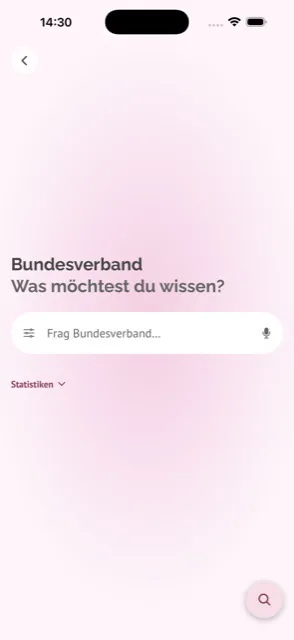 14:30
Bundesverband
Was möchtest du wissen?
Frag Bundesverband...
Statistiken